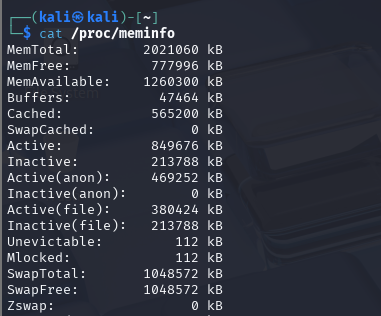 ┌──(kali㉿kali)-[~]
└─$ cat /proc/meminfo
MemTotal:        2021060 kB
MemFree:          777996 kB
MemAvailable:    1260300 kB
Buffers:           47464 kB
Cached:           565200 kB
SwapCached:            0 kB
Active:           849676 kB
Inactive:         213788 kB
Active(anon):     469252 kB
Inactive(anon):        0 kB
Active(file):     380424 kB
Inactive(file):   213788 kB
Unevictable:         112 kB
Mlocked:             112 kB
SwapTotal:       1048572 kB
SwapFree:        1048572 kB
Zswap:                 0 kB